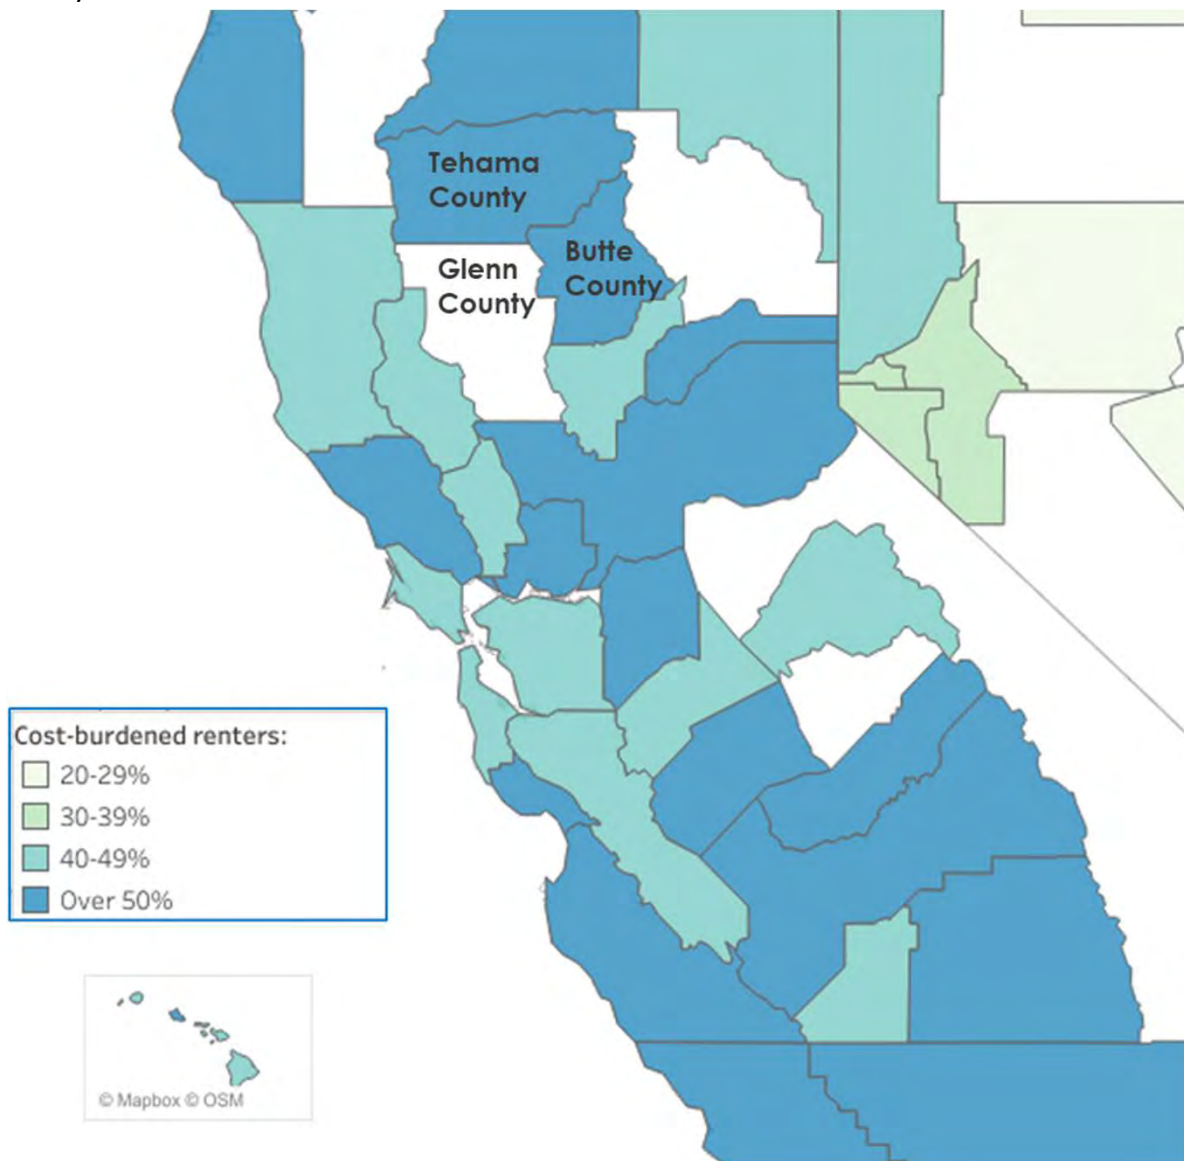 Tehama
County
Butte
County
Glenn
County
Cost-burdened renters:
20-29%
30-39%
40-49%
Over 50%
© Mapbox © OSM